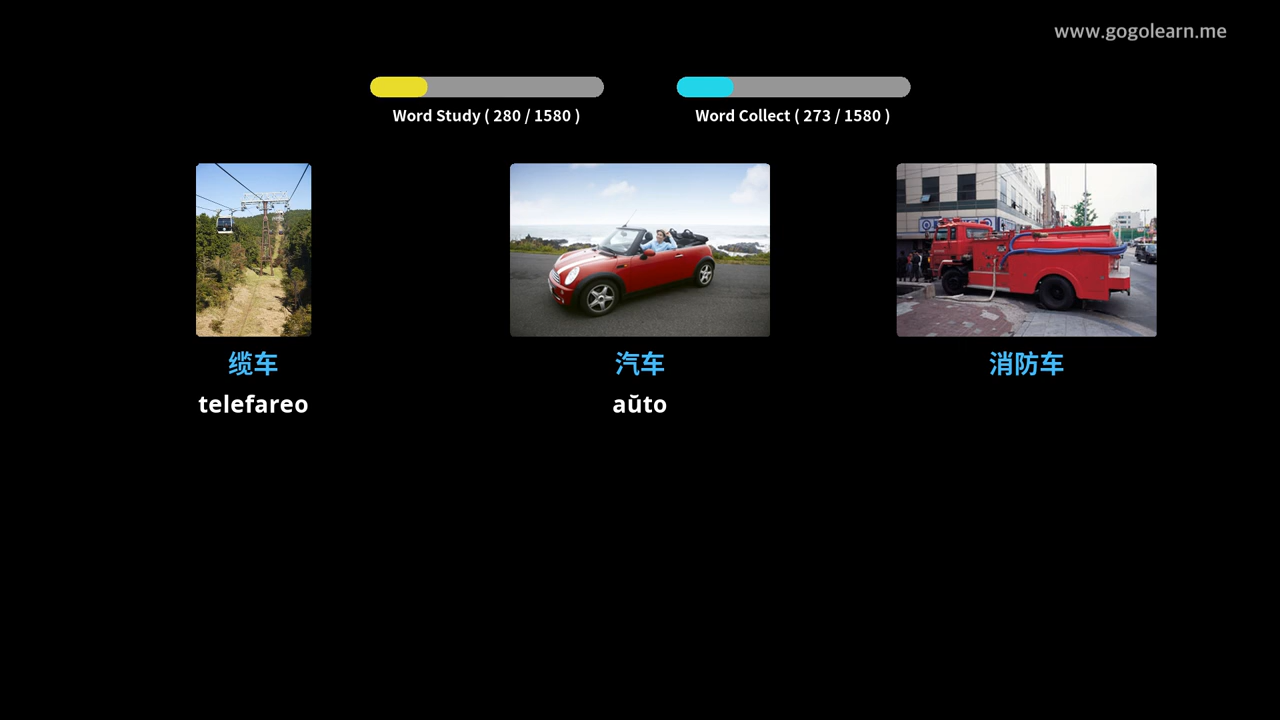 www.gogolearn.me
Word Study ( 280 / 1580 )
Word Collect ( 273 / 1580 )
缆车
汽车
消防车
telefareo
aŭto